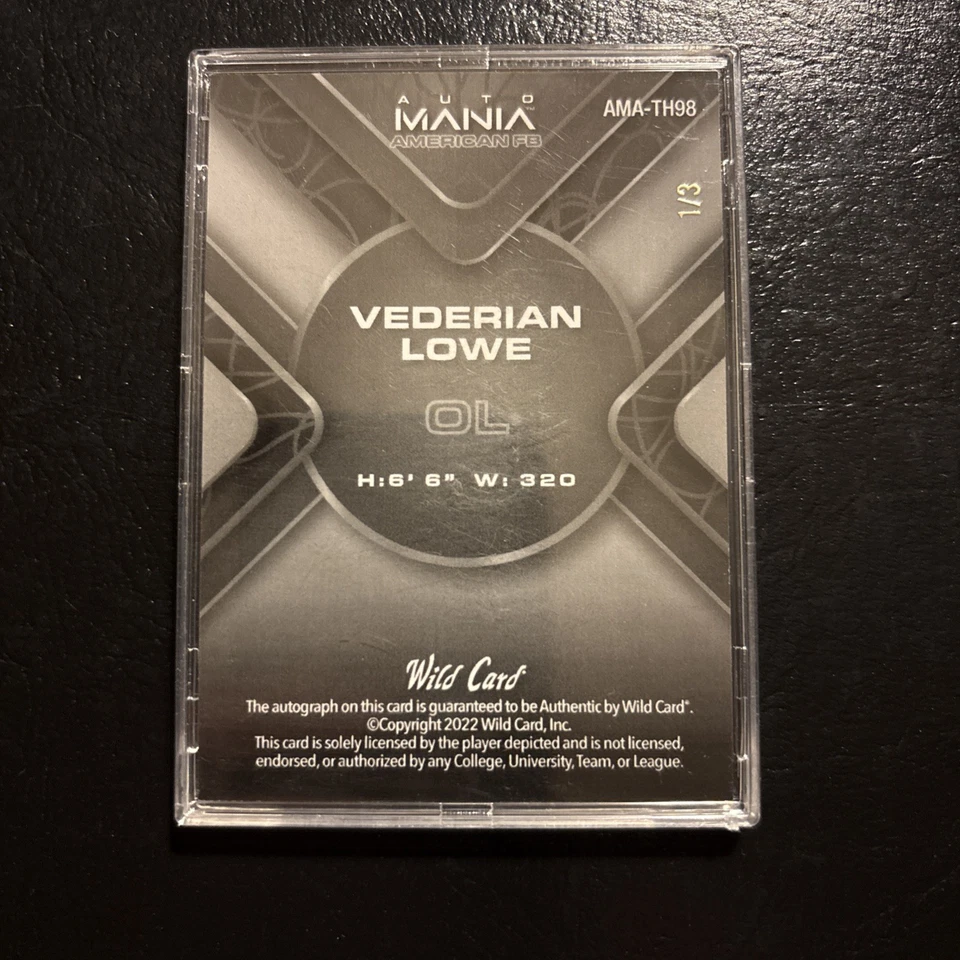 AUTO
MANIA™
AMERICAN FB
AMA-TH98
1/3
VEDERIAN
LOWE
OL
H:6' 6" W: 320
Wild Card
The autograph on this card is guaranteed to be Authentic by Wild Card®.
©Copyright 2022 Wild Card, Inc.
This card is solely licensed by the player depicted and is not licensed,
endorsed, or authorized by any College, University, Team, or League.